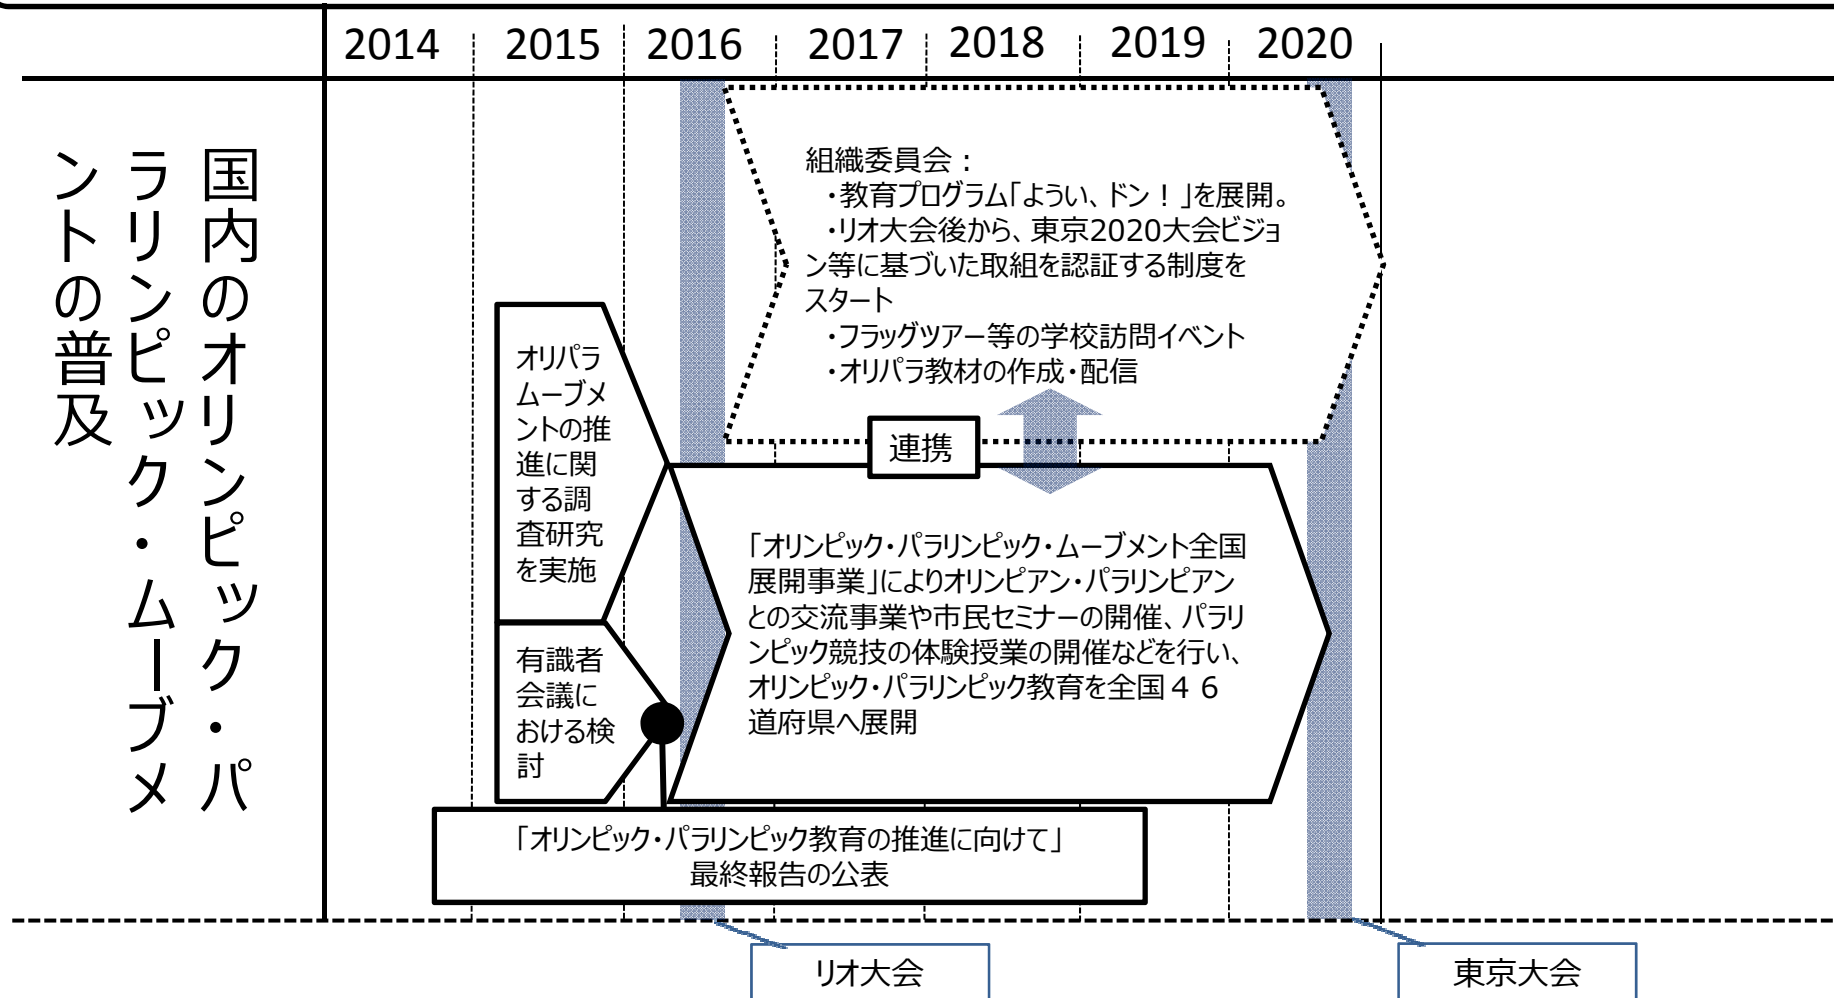 2014
2015
2016
2017
2018
2019
2020
国内のオリンピック・パ
ラリンピック・ムーブメ
ントの普及
組織委員会：
・教育プログラム「ようい、ドン！」を展開。
・リオ大会後から、東京2020大会ビジョ
ン等に基づいた取組を認証する制度を
スタート
・フラッグツアー等の学校訪問イベント
・オリパラ教材の作成・配信
オリパラ
ムーブメ
ントの推
進に関
する調
査研究
を実施
連携
「オリンピック・パラリンピック・ムーブメント全国
展開事業」によりオリンピアン・パラリンピアン
との交流事業や市民セミナーの開催、パラリ
ンピック競技の体験授業の開催などを行い、
オリンピック・パラリンピック教育を全国４６
道府県へ展開
有識者
会議に
おける検
討
「オリンピック・パラリンピック教育の推進に向けて」
最終報告の公表
リオ大会
東京大会